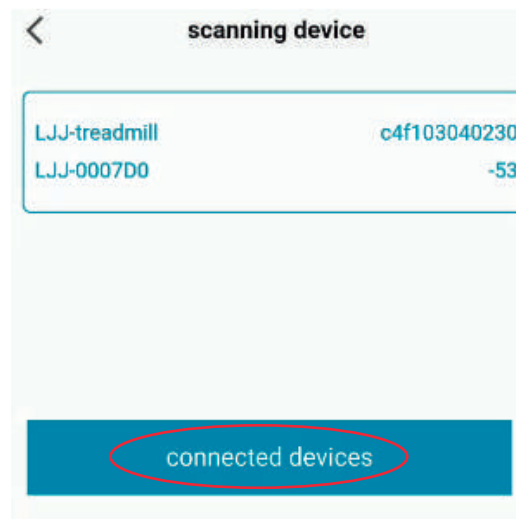 scanning device
LJJ-treadmill c4f103040230
LJJ-0007D0 -53
connected devices